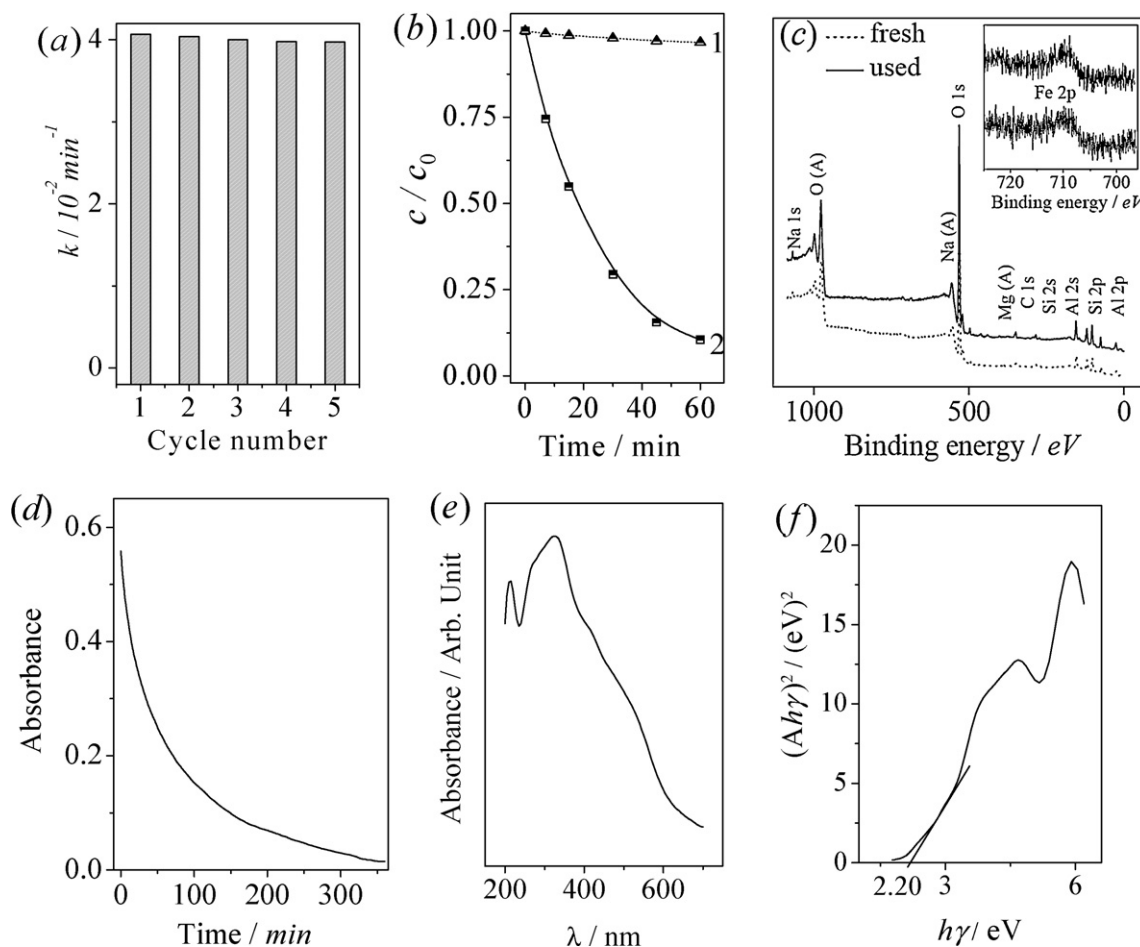 (a)
4
2
0
k / 10⁻² min⁻¹
1 2 3 4 5
Cycle number
(b)
1.00
0.75
0.50
0.25
0.00
c / c₀
1
2
0 20 40 60
Time / min
(c)
fresh
used
Na 1s
O (A)
Na (A)
O 1s
Mg (A)
C 1s
Si 2s
Al 2s
Si 2p
Al 2p
Fe 2p
720 710 700
Binding energy / eV
1000 500 0
Binding energy / eV
(d)
0.6
0.4
0.2
0.0
Absorbance
0 100 200 300
Time / min
(e)
Absorbance / Arb. Unit
200 400 600
λ / nm
(f)
20
15
10
5
0
(Ahγ)² / (eV)²
2.20 3 6
hγ / eV